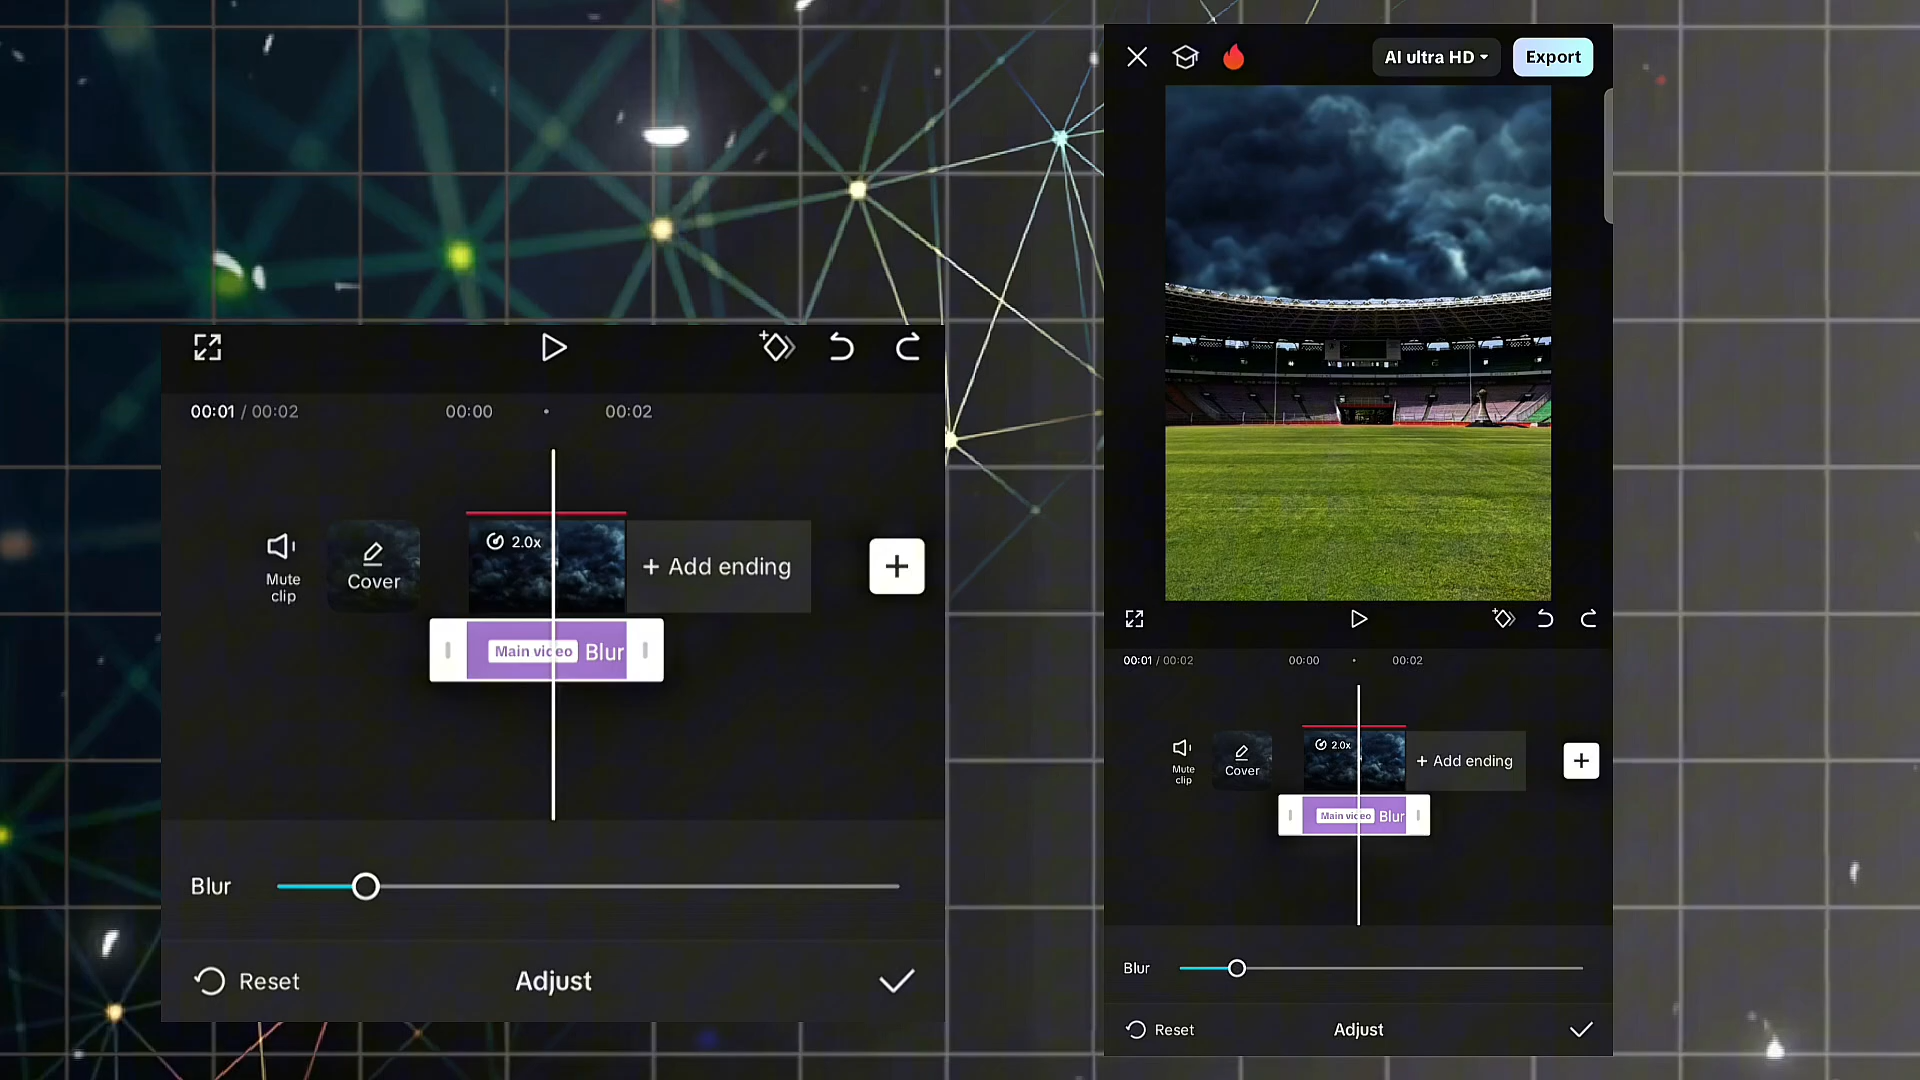 00:01 / 00:02
00:00
00:02
2.0x
Mute
clip
Cover
+ Add ending
Main video
Blur
Blur
Reset
Adjust
AI ultra HD
Export
00:01 / 00:02
00:00
00:02
2.0x
Mute
clip
Cover
+ Add ending
Main video
Blur
Blur
Reset
Adjust